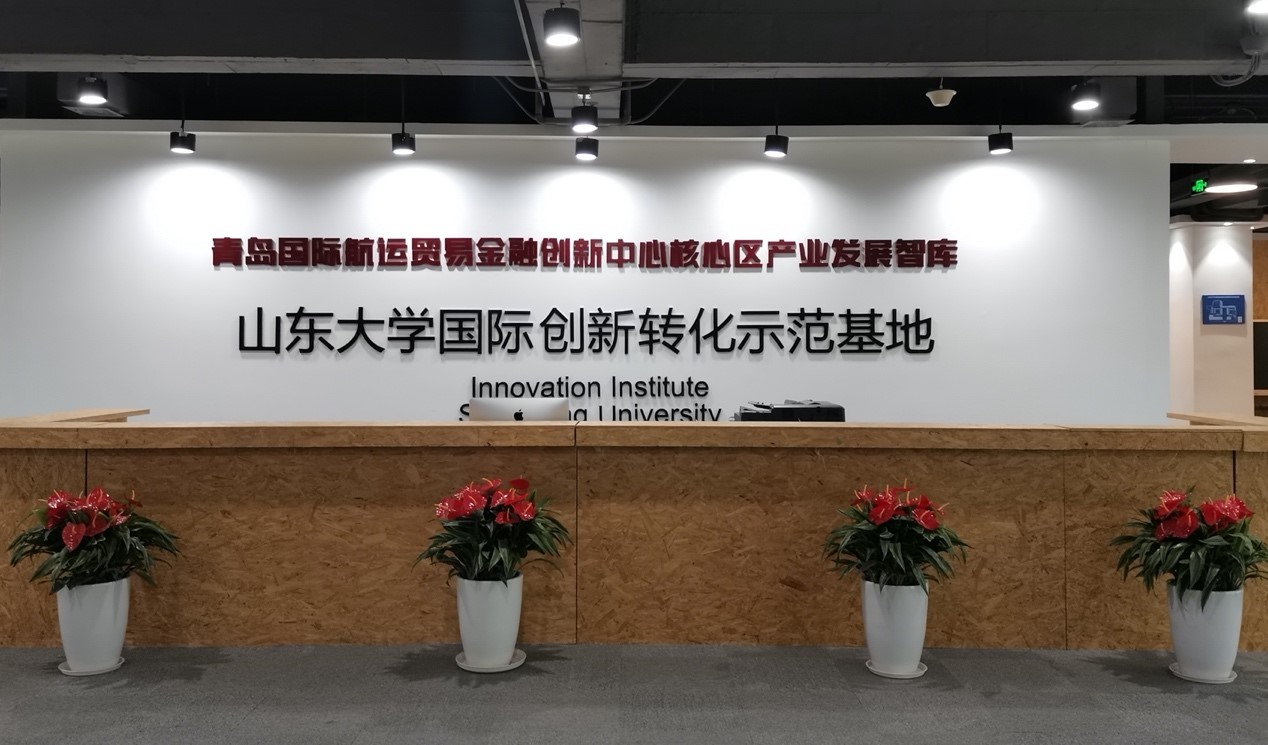 青岛国际航运贸易金融创新中心核心区产业发展智库
山东大学国际创新转化示范基地
Innovation Institute
University